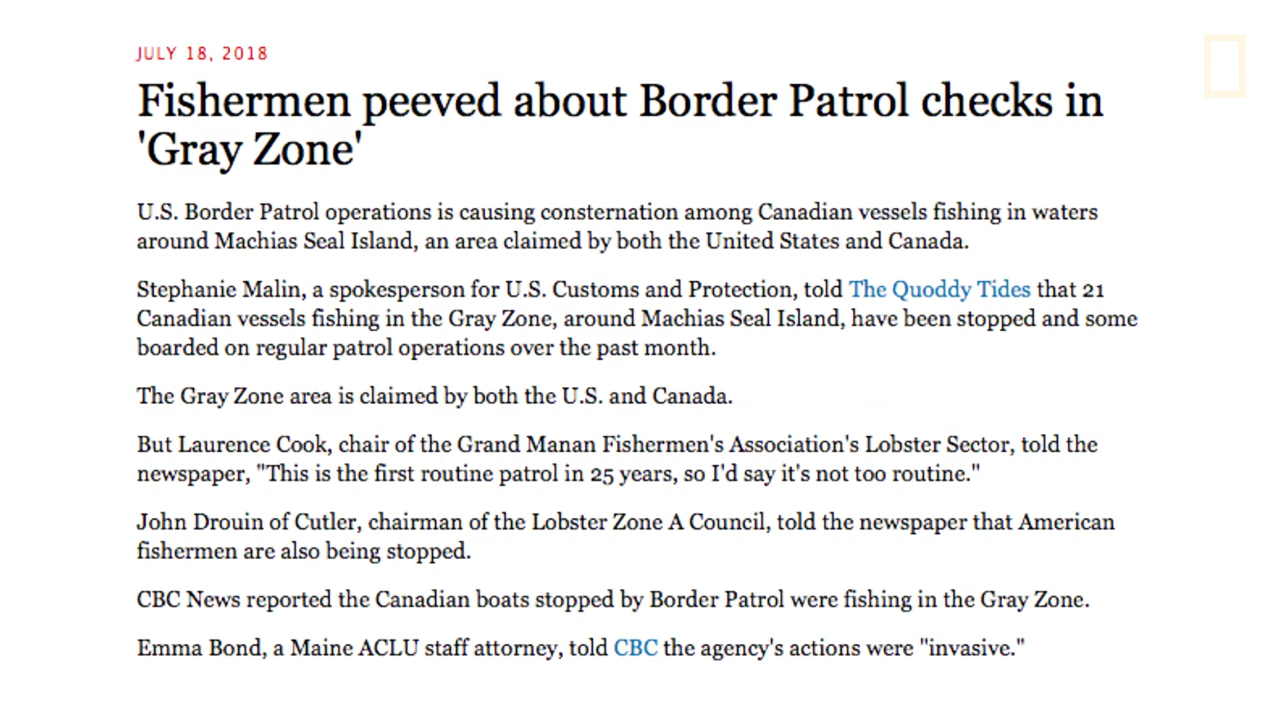 JULY 18, 2018
Fishermen peeved about Border Patrol checks in
'Gray Zone'
U.S. Border Patrol operations is causing consternation among Canadian vessels fishing in waters
around Machias Seal Island, an area claimed by both the United States and Canada.
Stephanie Malin, a spokesperson for U.S. Customs and Protection, told The Quoddy Tides that 21
Canadian vessels fishing in the Gray Zone, around Machias Seal Island, have been stopped and some
boarded on regular patrol operations over the past month.
The Gray Zone area is claimed by both the U.S. and Canada.
But Laurence Cook, chair of the Grand Manan Fishermen's Association's Lobster Sector, told the
newspaper, "This is the first routine patrol in 25 years, so I'd say it's not too routine."
John Drouin of Cutler, chairman of the Lobster Zone A Council, told the newspaper that American
fishermen are also being stopped.
CBC News reported the Canadian boats stopped by Border Patrol were fishing in the Gray Zone.
Emma Bond, a Maine ACLU staff attorney, told CBC the agency's actions were "invasive."